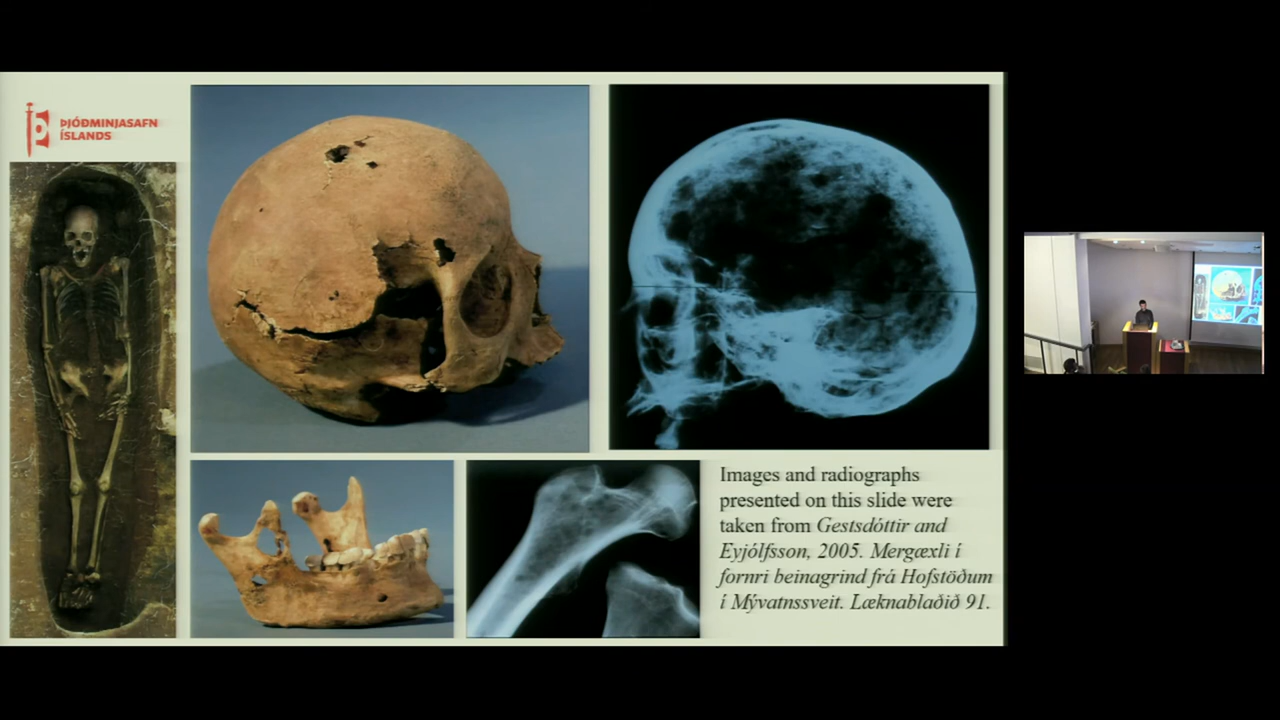 ÞJÓÐMINJASAFN
ÍSLANDS
Images and radiographs
presented on this slide were
taken from Gestsdóttir and
Eyjólfsson, 2005. Mergæxli í
fornri beinagrind frá Hofstöðum
í Mývatnssveit. Læknablaðið 91.